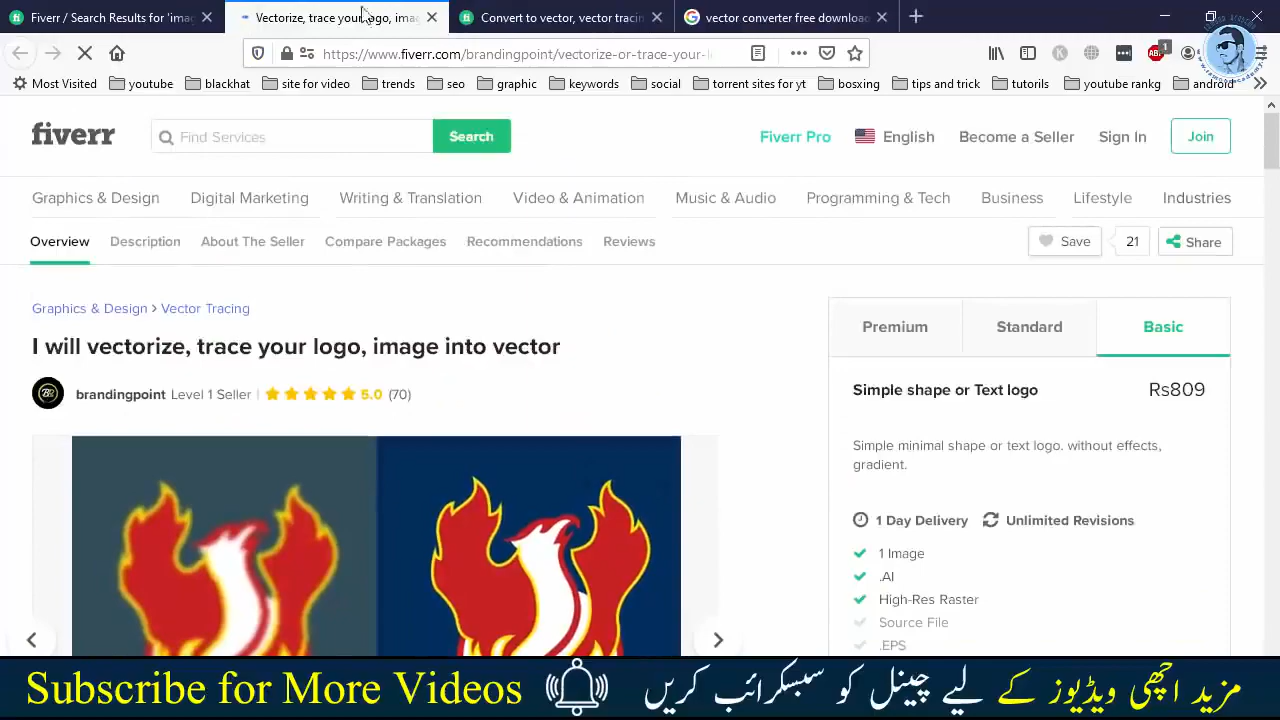 Fiverr / Search Results for 'imag
Vectorize, trace your logo, imag
Convert to vector, vector tracin
vector converter free download
https://www.fiverr.com/brandingpoint/vectorize-or-trace-your-l
1
Most Visited
youtube
blackhat
site for video
trends
seo
graphic
keywords
social
torrent sites for yt
bosxing
tips and trick
tutorils
youtube rankg
android
fiverr
Find Services
Search
Fiverr Pro
English
Become a Seller
Sign In
Join
Graphics & Design
Digital Marketing
Writing & Translation
Video & Animation
Music & Audio
Programming & Tech
Business
Lifestyle
Industries
Overview
Description
About The Seller
Compare Packages
Recommendations
Reviews
Save
21
Share
Graphics & Design > Vector Tracing
I will vectorize, trace your logo, image into vector
brandingpoint Level 1 Seller | 5.0 (70)
Premium
Standard
Basic
Simple shape or Text logo
Rs809
Simple minimal shape or text logo. without effects,
gradient.
1 Day Delivery
Unlimited Revisions
1 Image
.AI
High-Res Raster
Source File
.EPS
Subscribe for More Videos
مزید اچھی ویڈیوز کے لیے چینل کو سبسکرائب کریں